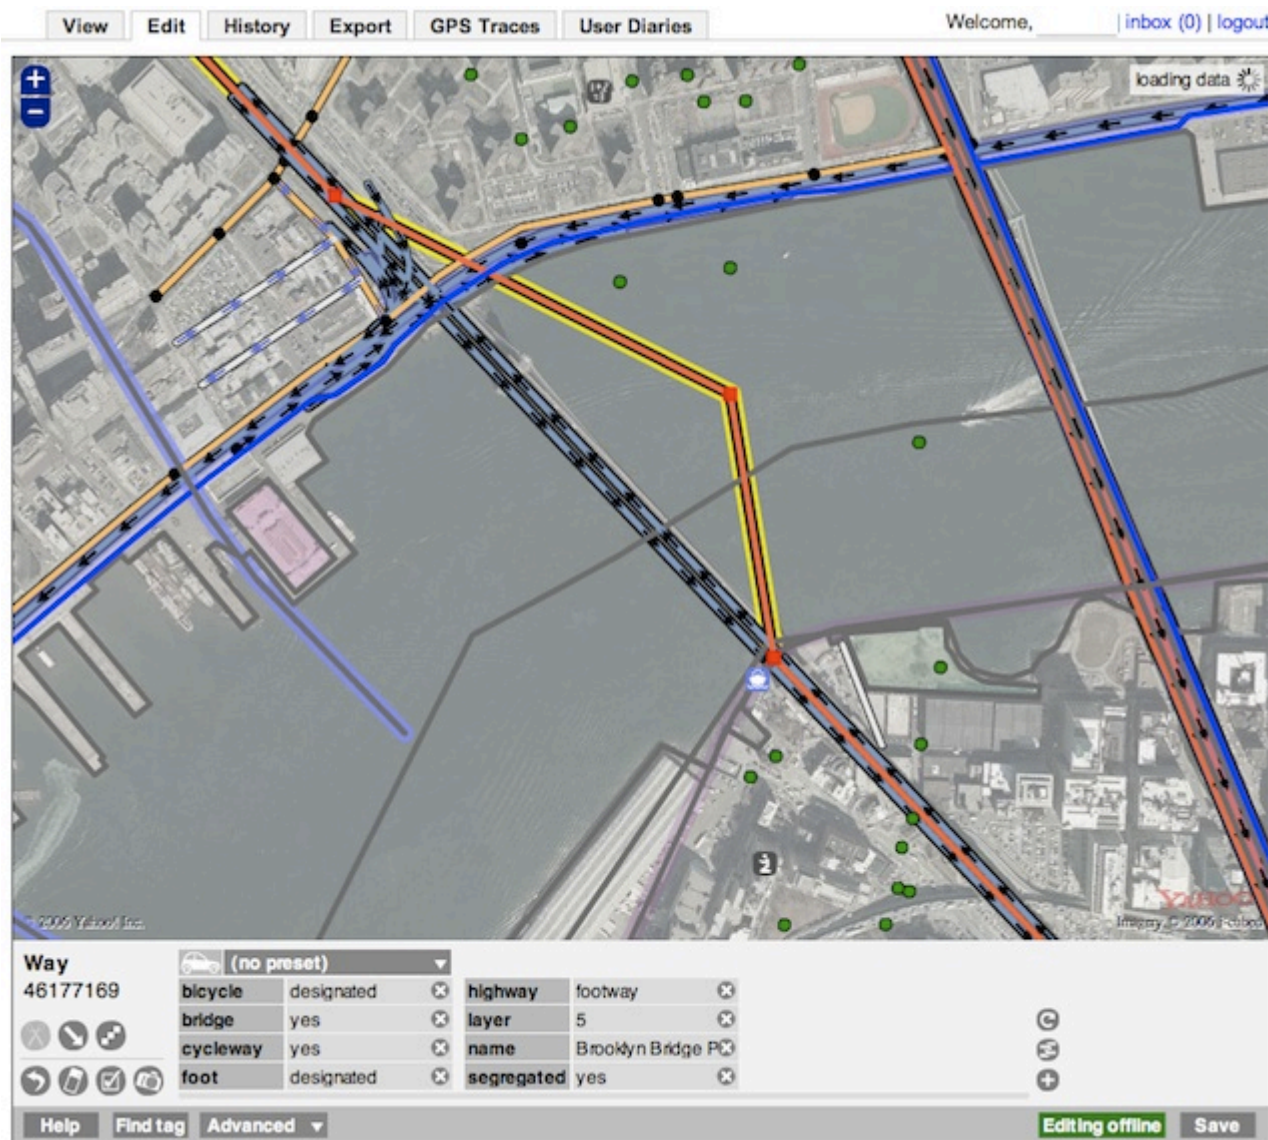 View Edit History Export GPS Traces User Diaries Welcome, | inbox (0) | logout
+
loading data
−
YAHOO!
© 2006 Yahoo! Inc.
Imagery © 2006
Way
(no preset)
46177169
bicycle designated highway footway
bridge yes layer 5
cycleway yes name Brooklyn Bridge P
foot designated segregated yes
Help Find tag Advanced Editing offline Save